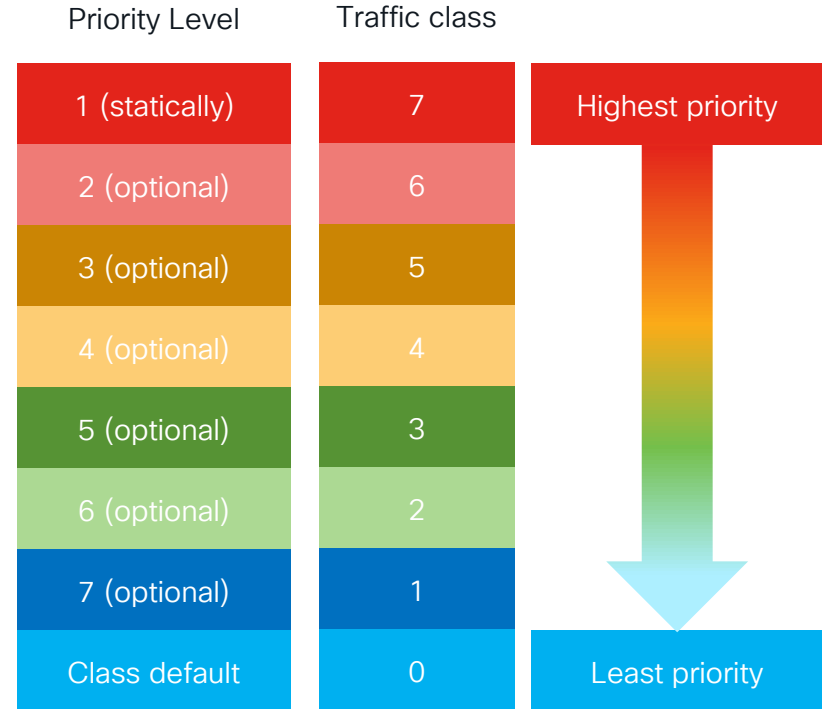 Priority Level
Traffic class
1 (statically)
7
Highest priority
2 (optional)
6
3 (optional)
5
4 (optional)
4
5 (optional)
3
6 (optional)
2
7 (optional)
1
Class default
0
Least priority